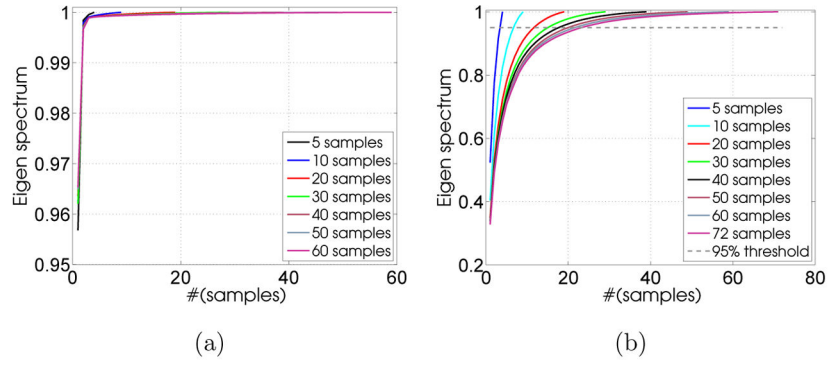 1
0.99
0.98
0.97
0.96
0.95
Eigen spectrum
5 samples
10 samples
20 samples
30 samples
40 samples
50 samples
60 samples
0
20
40
60
#(samples)
(a)
1
0.8
0.6
0.4
0.2
Eigen spectrum
5 samples
10 samples
20 samples
30 samples
40 samples
50 samples
60 samples
72 samples
95% threshold
0
20
40
60
80
#(samples)
(b)